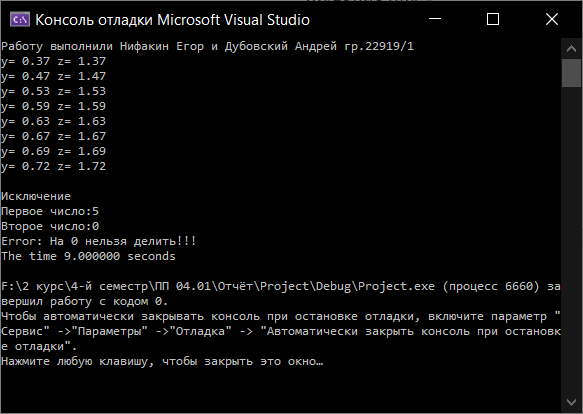 Консоль отладки Microsoft Visual Studio
Работу выполнили Нифакин Егор и Дубовский Андрей гр.22919/1
y= 0.37 z= 1.37
y= 0.47 z= 1.47
y= 0.53 z= 1.53
y= 0.59 z= 1.59
y= 0.63 z= 1.63
y= 0.67 z= 1.67
y= 0.69 z= 1.69
y= 0.72 z= 1.72
Исключение
Первое число:5
Второе число:0
Error: На 0 нельзя делить!!!
The time 9.000000 seconds
F:\2 курс\4-й семестр\ПП 04.01\Отчёт\Project\Debug\Project.exe (процесс 6660) за
вершил работу с кодом 0.
Чтобы автоматически закрывать консоль при остановке отладки, включите параметр "
Сервис" ->"Параметры" ->"Отладка" -> "Автоматически закрыть консоль при остановк
е отладки".
Нажмите любую клавишу, чтобы закрыть это окно…